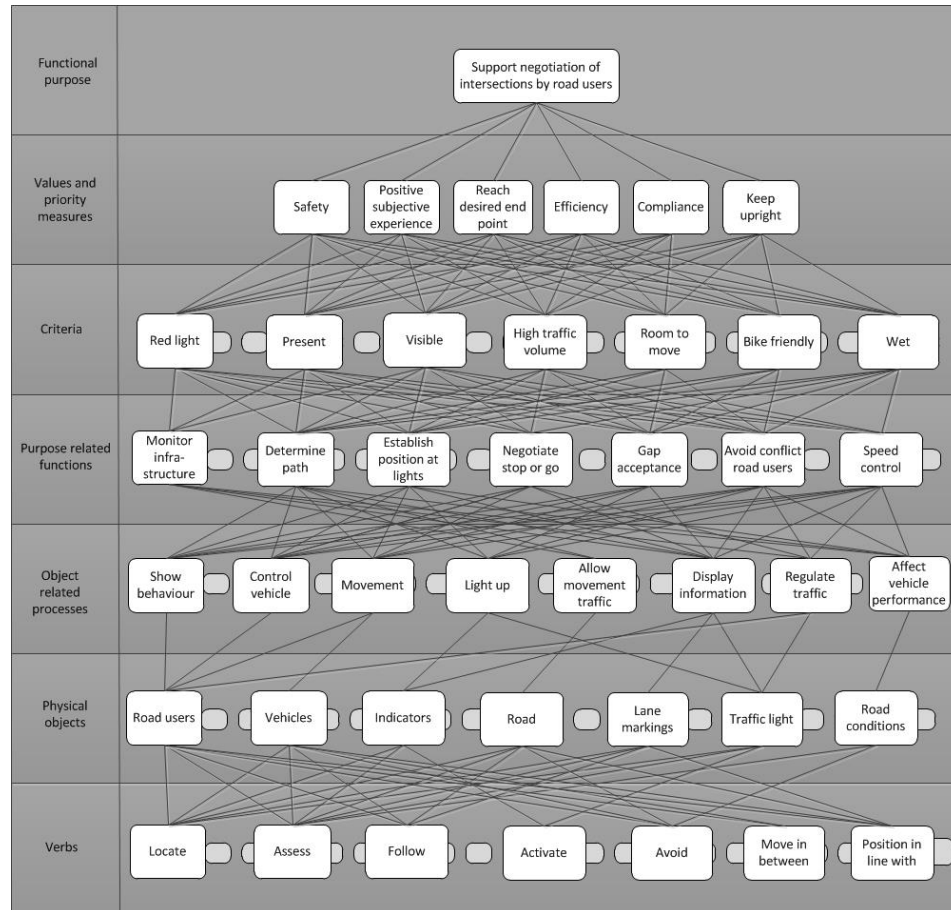 Functional
purpose
Support negotiation of
intersections by road users
Values and
priority
measures
Safety
Positive
subjective
experience
Reach
desired end
point
Efficiency
Compliance
Keep
upright
Criteria
Red light
Present
Visible
High traffic
volume
Room to
move
Bike friendly
Wet
Purpose related
functions
Monitor
infra-
structure
Determine
path
Establish
position at
lights
Negotiate
stop or go
Gap
acceptance
Avoid conflict
road users
Speed
control
Object
related
processes
Show
behaviour
Control
vehicle
Movement
Light up
Allow
movement
traffic
Display
information
Regulate
traffic
Affect
vehicle
performance
Physical
objects
Road users
Vehicles
Indicators
Road
Lane
markings
Traffic light
Road
conditions
Verbs
Locate
Assess
Follow
Activate
Avoid
Move in
between
Position in
line with